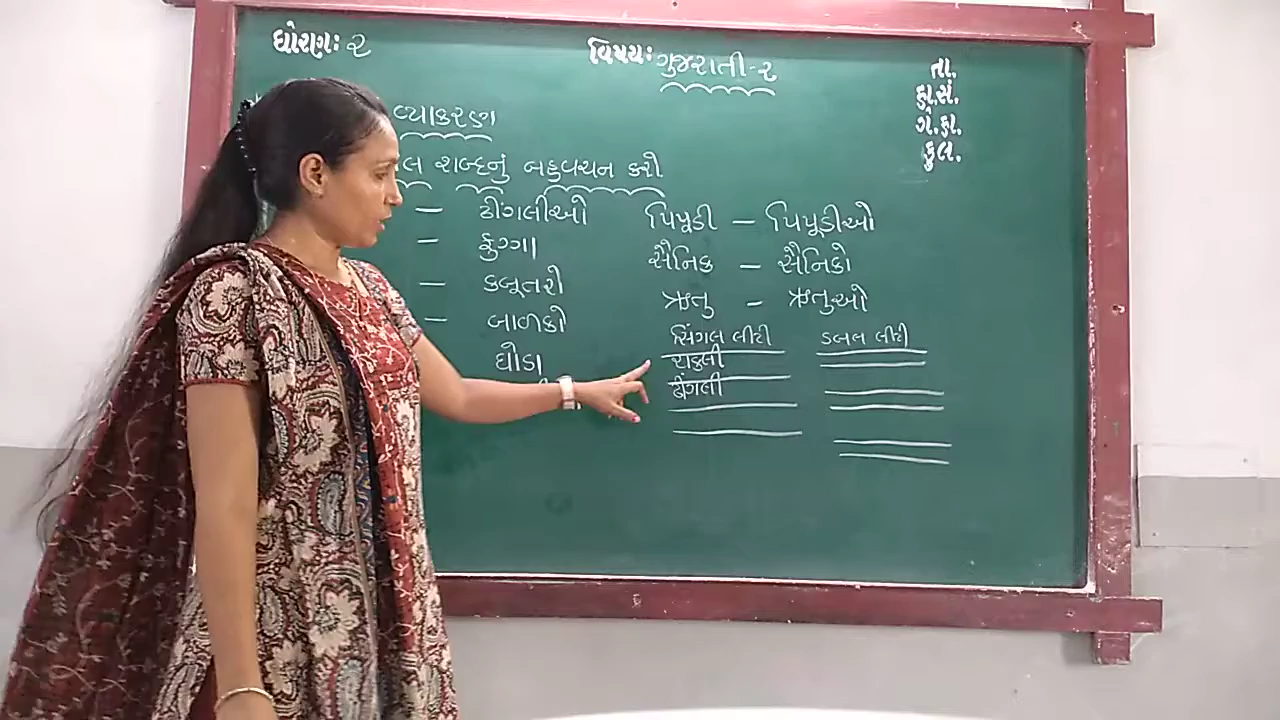 ધોરણ: ૨
વિષય: ગુજરાતી-૨
તા.
હા.સં.
ગે.હા.
કુલ.
વ્યાકરણ
લ શબ્દનું બહુવચન કરો
— ઢીંગલીઓ
— ફુગ્ગા
— કબૂતરો
— બાળકો
ઘોડા
પિપૂડી — પિપૂડીઓ
સૈનિક — સૈનિકો
ઋતુ — ઋતુઓ
સિંગલ લીટી
ડબલ લીટી
ઢીંગલી